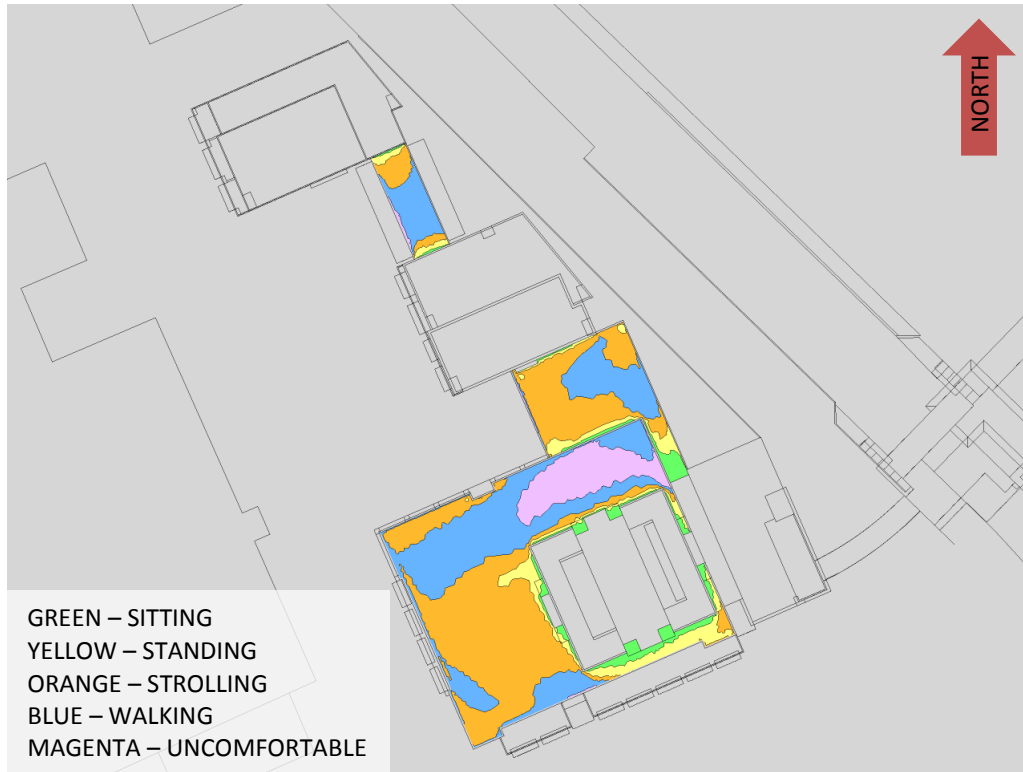 NORTH
GREEN – SITTING
YELLOW – STANDING
ORANGE – STROLLING
BLUE – WALKING
MAGENTA – UNCOMFORTABLE